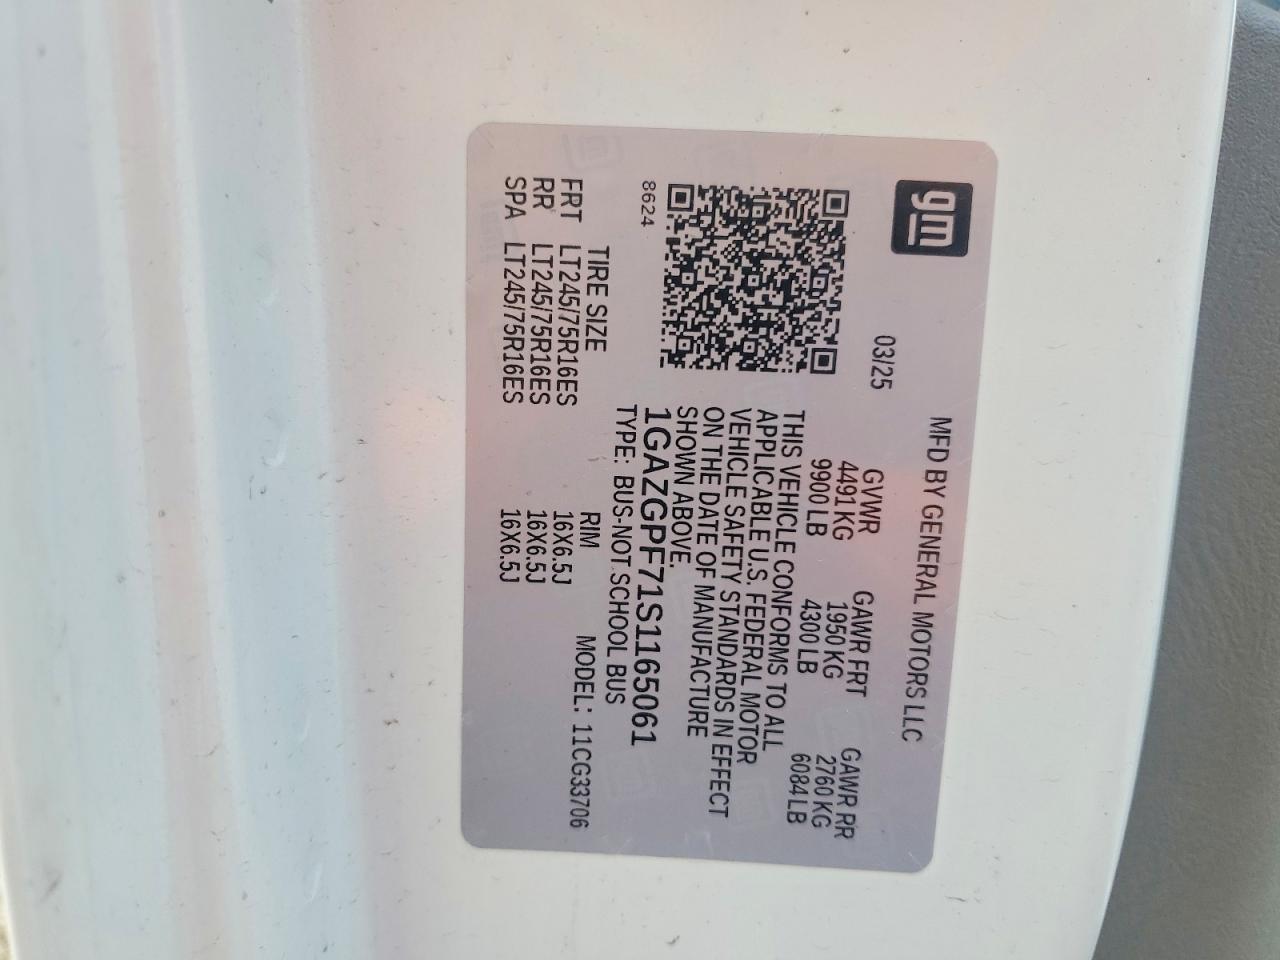 gm
MFD BY GENERAL MOTORS LLC
03/25
GVWR GAWR FRT GAWR RR
4491 KG 1950 KG 2760 KG
9900 LB 4300 LB 6084 LB
THIS VEHICLE CONFORMS TO ALL
APPLICABLE U.S. FEDERAL MOTOR
VEHICLE SAFETY STANDARDS IN EFFECT
ON THE DATE OF MANUFACTURE
SHOWN ABOVE.
8624
1GAZGPF71S1165061
TYPE: BUS-NOT SCHOOL BUS
MODEL: 11CG33706
TIRE SIZE RIM
FRT LT245/75R16ES 16X6.5J
RR LT245/75R16ES 16X6.5J
SPA LT245/75R16ES 16X6.5J